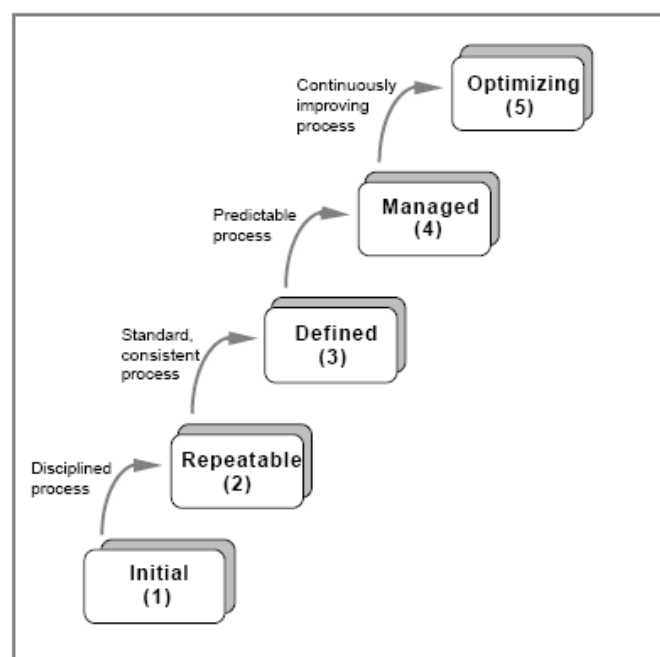 Continuously
improving
process
Optimizing
(5)
Predictable
process
Managed
(4)
Standard,
consistent
process
Defined
(3)
Disciplined
process
Repeatable
(2)
Initial
(1)